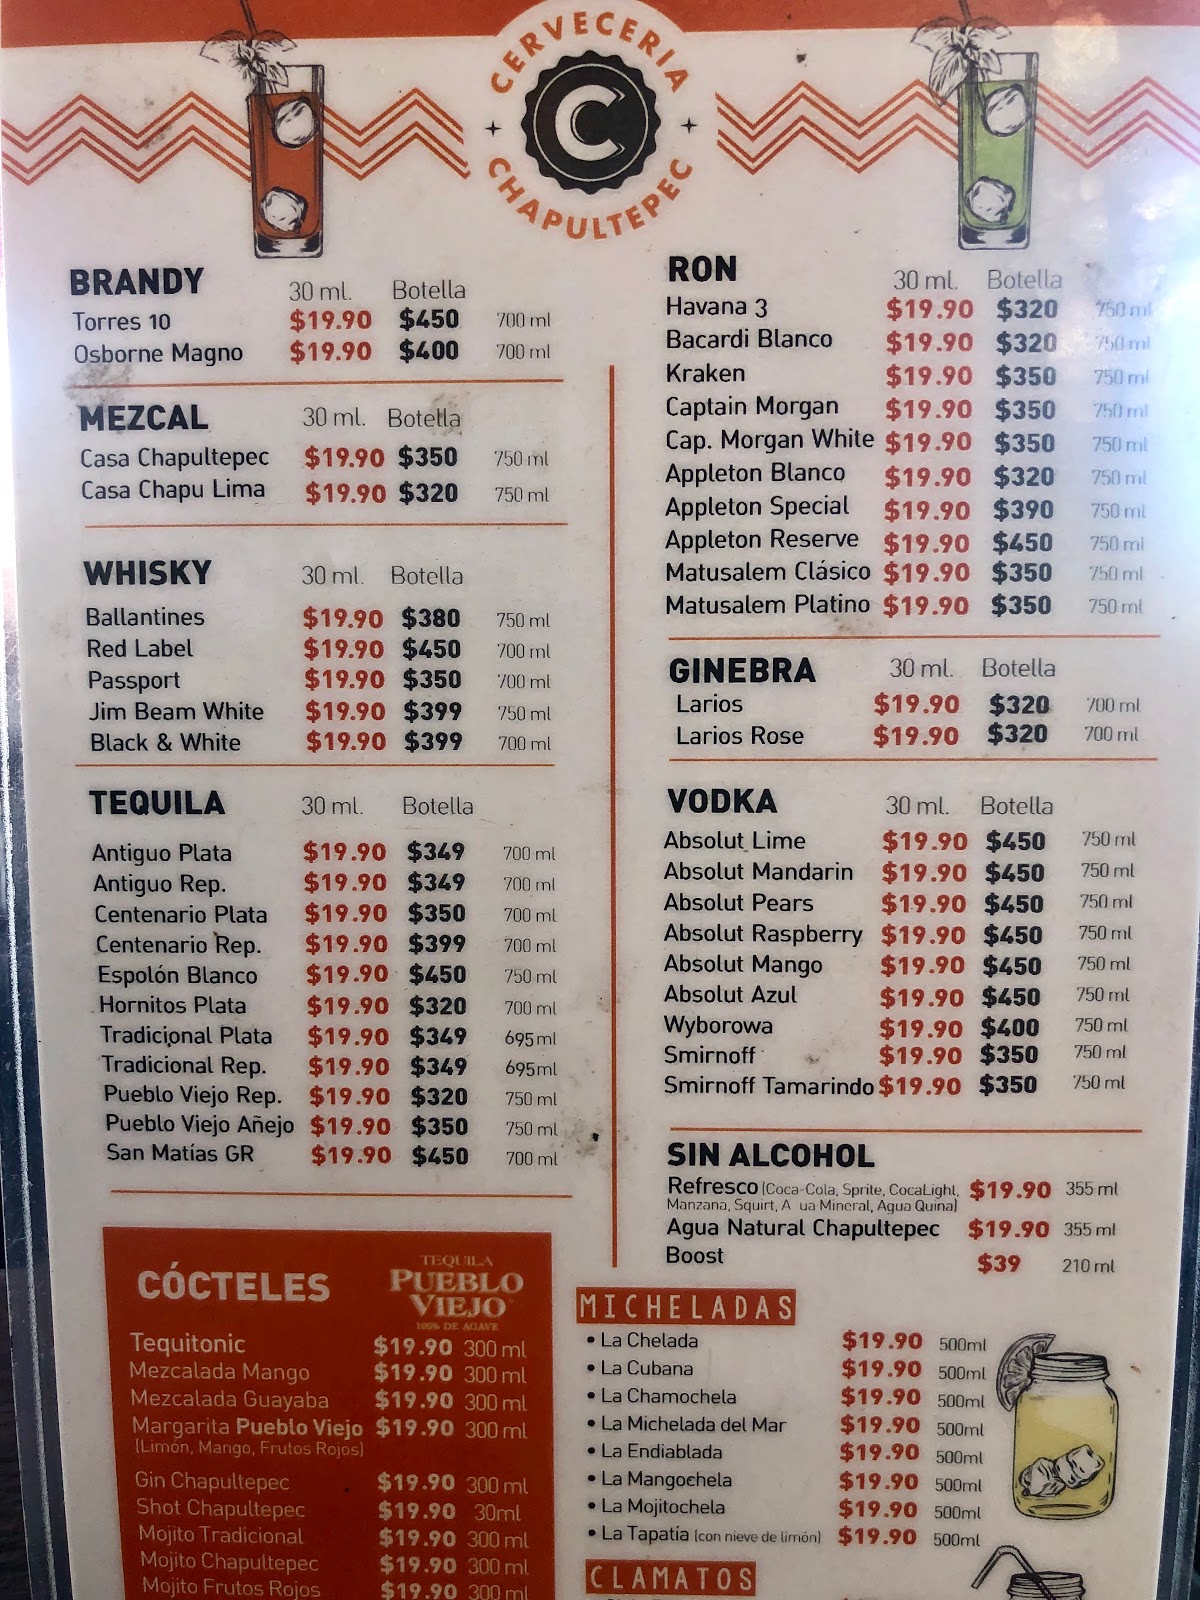 CERVECERIA
C
CHAPULTEPEC
BRANDY 30 ml. Botella
Torres 10 $19.90 $450 700 ml
Osborne Magno $19.90 $400 700 ml
MEZCAL 30 ml. Botella
Casa Chapultepec $19.90 $350 750 ml
Casa Chapu Lima $19.90 $320 750 ml
WHISKY 30 ml. Botella
Ballantines $19.90 $380 750 ml
Red Label $19.90 $450 700 ml
Passport $19.90 $350 700 ml
Jim Beam White $19.90 $399 750 ml
Black & White $19.90 $399 700 ml
TEQUILA 30 ml. Botella
Antiguo Plata $19.90 $349 700 ml
Antiguo Rep. $19.90 $349 700 ml
Centenario Plata $19.90 $350 700 ml
Centenario Rep. $19.90 $399 700 ml
Espolón Blanco $19.90 $450 750 ml
Hornitos Plata $19.90 $320 700 ml
Tradicional Plata $19.90 $349 695 ml
Tradicional Rep. $19.90 $349 695 ml
Pueblo Viejo Rep. $19.90 $320 750 ml
Pueblo Viejo Añejo $19.90 $350 750 ml
San Matías GR $19.90 $450 700 ml
CÓCTELES
TEQUILA
PUEBLO
VIEJO
100% DE AGAVE
Tequitonic $19.90 300 ml
Mezcalada Mango $19.90 300 ml
Mezcalada Guayaba $19.90 300 ml
Margarita Pueblo Viejo $19.90 300 ml
(Limón, Mango, Frutos Rojos)
Gin Chapultepec $19.90 300 ml
Shot Chapultepec $19.90 30ml
Mojito Tradicional $19.90 300 ml
Mojito Chapultepec $19.90 300 ml
Mojito Frutos Rojos $19.90 300 ml
RON 30 ml. Botella
Havana 3 $19.90 $320 750 ml
Bacardi Blanco $19.90 $320 750 ml
Kraken $19.90 $350 750 ml
Captain Morgan $19.90 $350 750 ml
Cap. Morgan White $19.90 $350 750 ml
Appleton Blanco $19.90 $320 750 ml
Appleton Special $19.90 $390 750 ml
Appleton Reserve $19.90 $450 750 ml
Matusalem Clásico $19.90 $350 750 ml
Matusalem Platino $19.90 $350 750 ml
GINEBRA 30 ml. Botella
Larios $19.90 $320 700 ml
Larios Rose $19.90 $320 700 ml
VODKA 30 ml. Botella
Absolut Lime $19.90 $450 750 ml
Absolut Mandarin $19.90 $450 750 ml
Absolut Pears $19.90 $450 750 ml
Absolut Raspberry $19.90 $450 750 ml
Absolut Mango $19.90 $450 750 ml
Absolut Azul $19.90 $450 750 ml
Wyborowa $19.90 $400 750 ml
Smirnoff $19.90 $350 750 ml
Smirnoff Tamarindo $19.90 $350 750 ml
SIN ALCOHOL
Refresco (Coca-Cola, Sprite, CocaLight, $19.90 355 ml
Manzana, Squirt, A ua Mineral, Agua Quina)
Agua Natural Chapultepec $19.90 355 ml
Boost $39 210 ml
MICHELADAS
• La Chelada $19.90 500ml
• La Cubana $19.90 500ml
• La Chamochela $19.90 500ml
• La Michelada del Mar $19.90 500ml
• La Endiablada $19.90 500ml
• La Mangochela $19.90 500ml
• La Mojitochela $19.90 500ml
• La Tapatía (con nieve de limón) $19.90 500ml
CLAMATOS